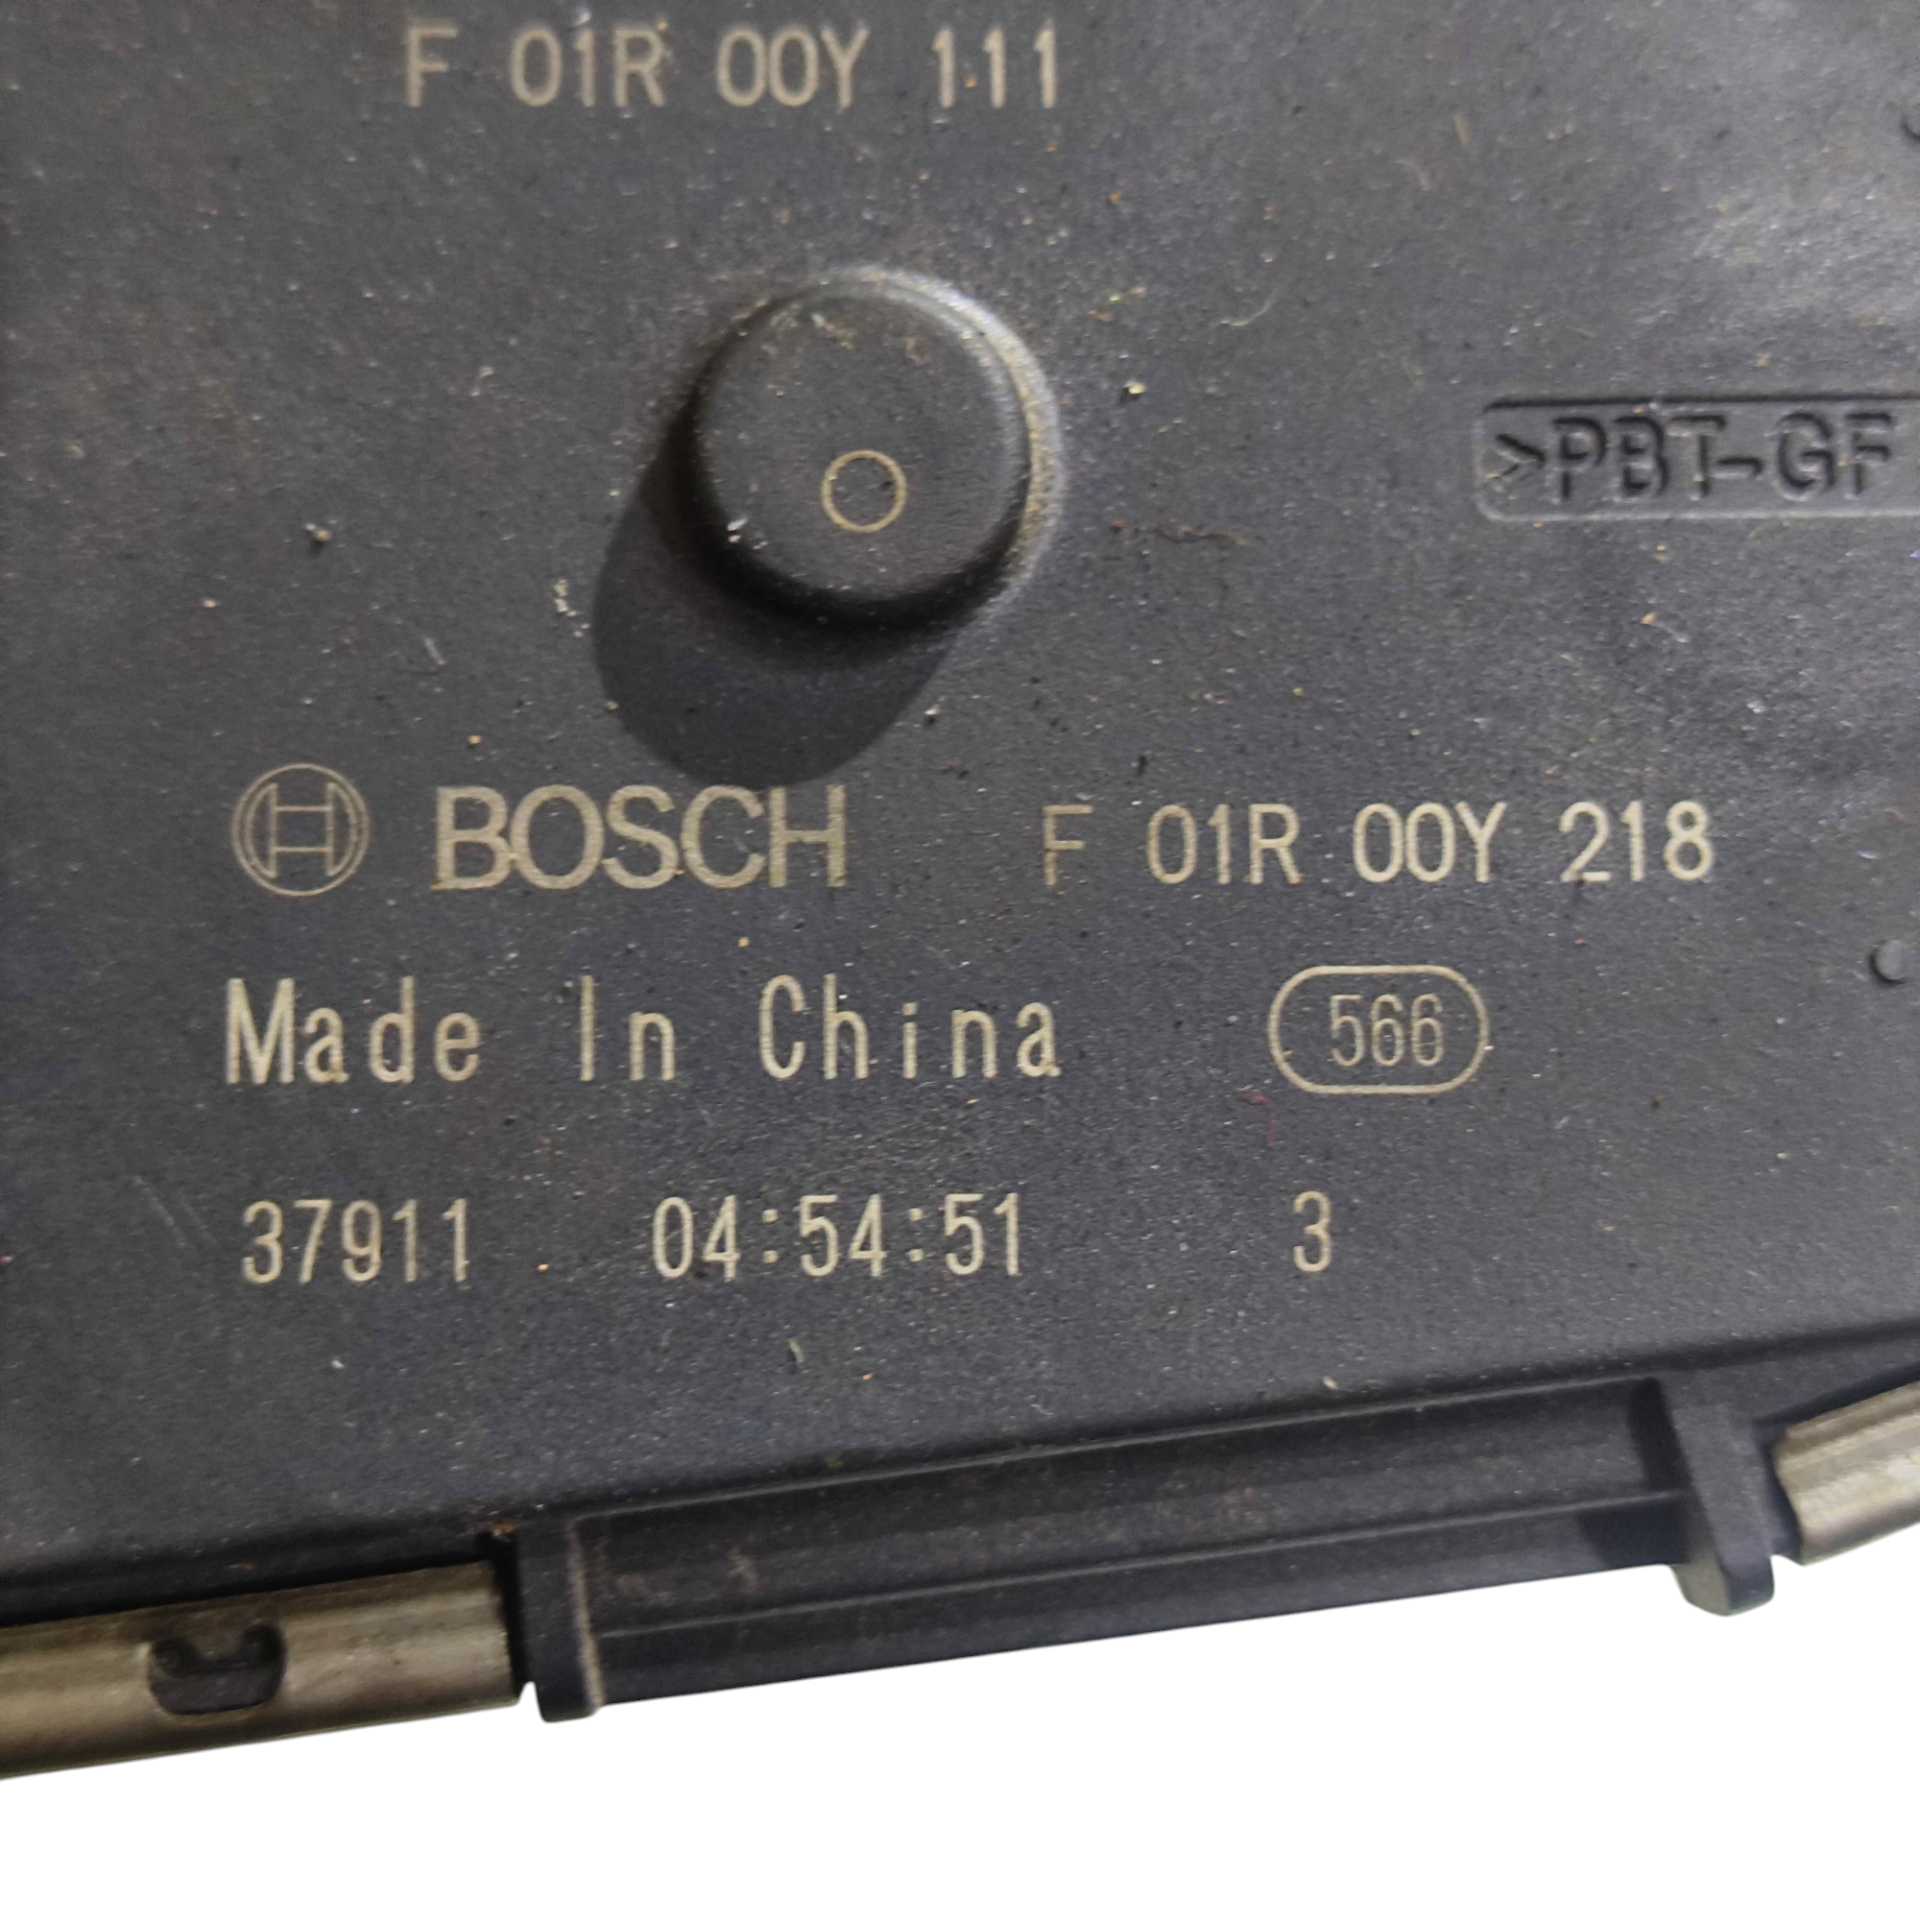 F 01R 00Y 111
>PBT-GF
BOSCH F 01R 00Y 218
Made In China 566
37911 04:54:51 3